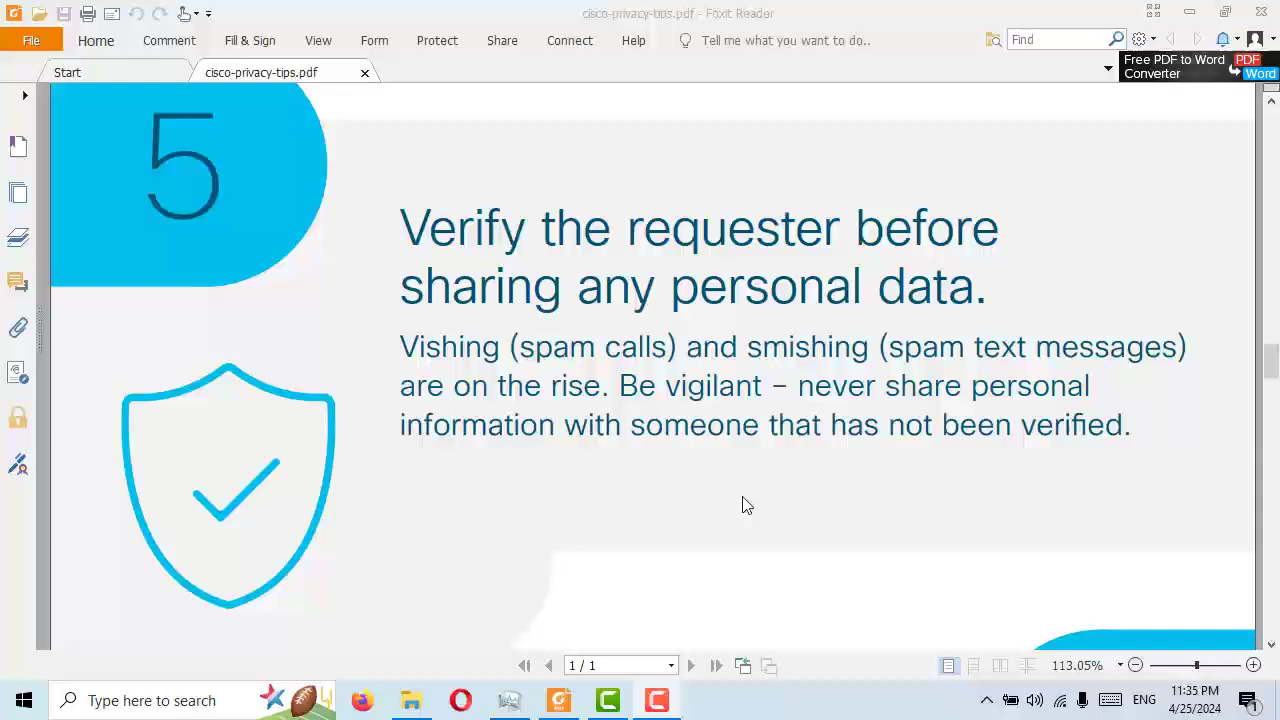 cisco-privacy-tips.pdf - Foxit Reader
File Home Comment Fill & Sign View Form Protect Share Connect Help Tell me what you want to do.. Find
Start cisco-privacy-tips.pdf
Free PDF to Word PDF
Converter Word
5
Verify the requester before
sharing any personal data.
Vishing (spam calls) and smishing (spam text messages)
are on the rise. Be vigilant – never share personal
information with someone that has not been verified.
1 / 1 113.05%
Type here to search
ENG
11:35 PM
4/25/2024
1